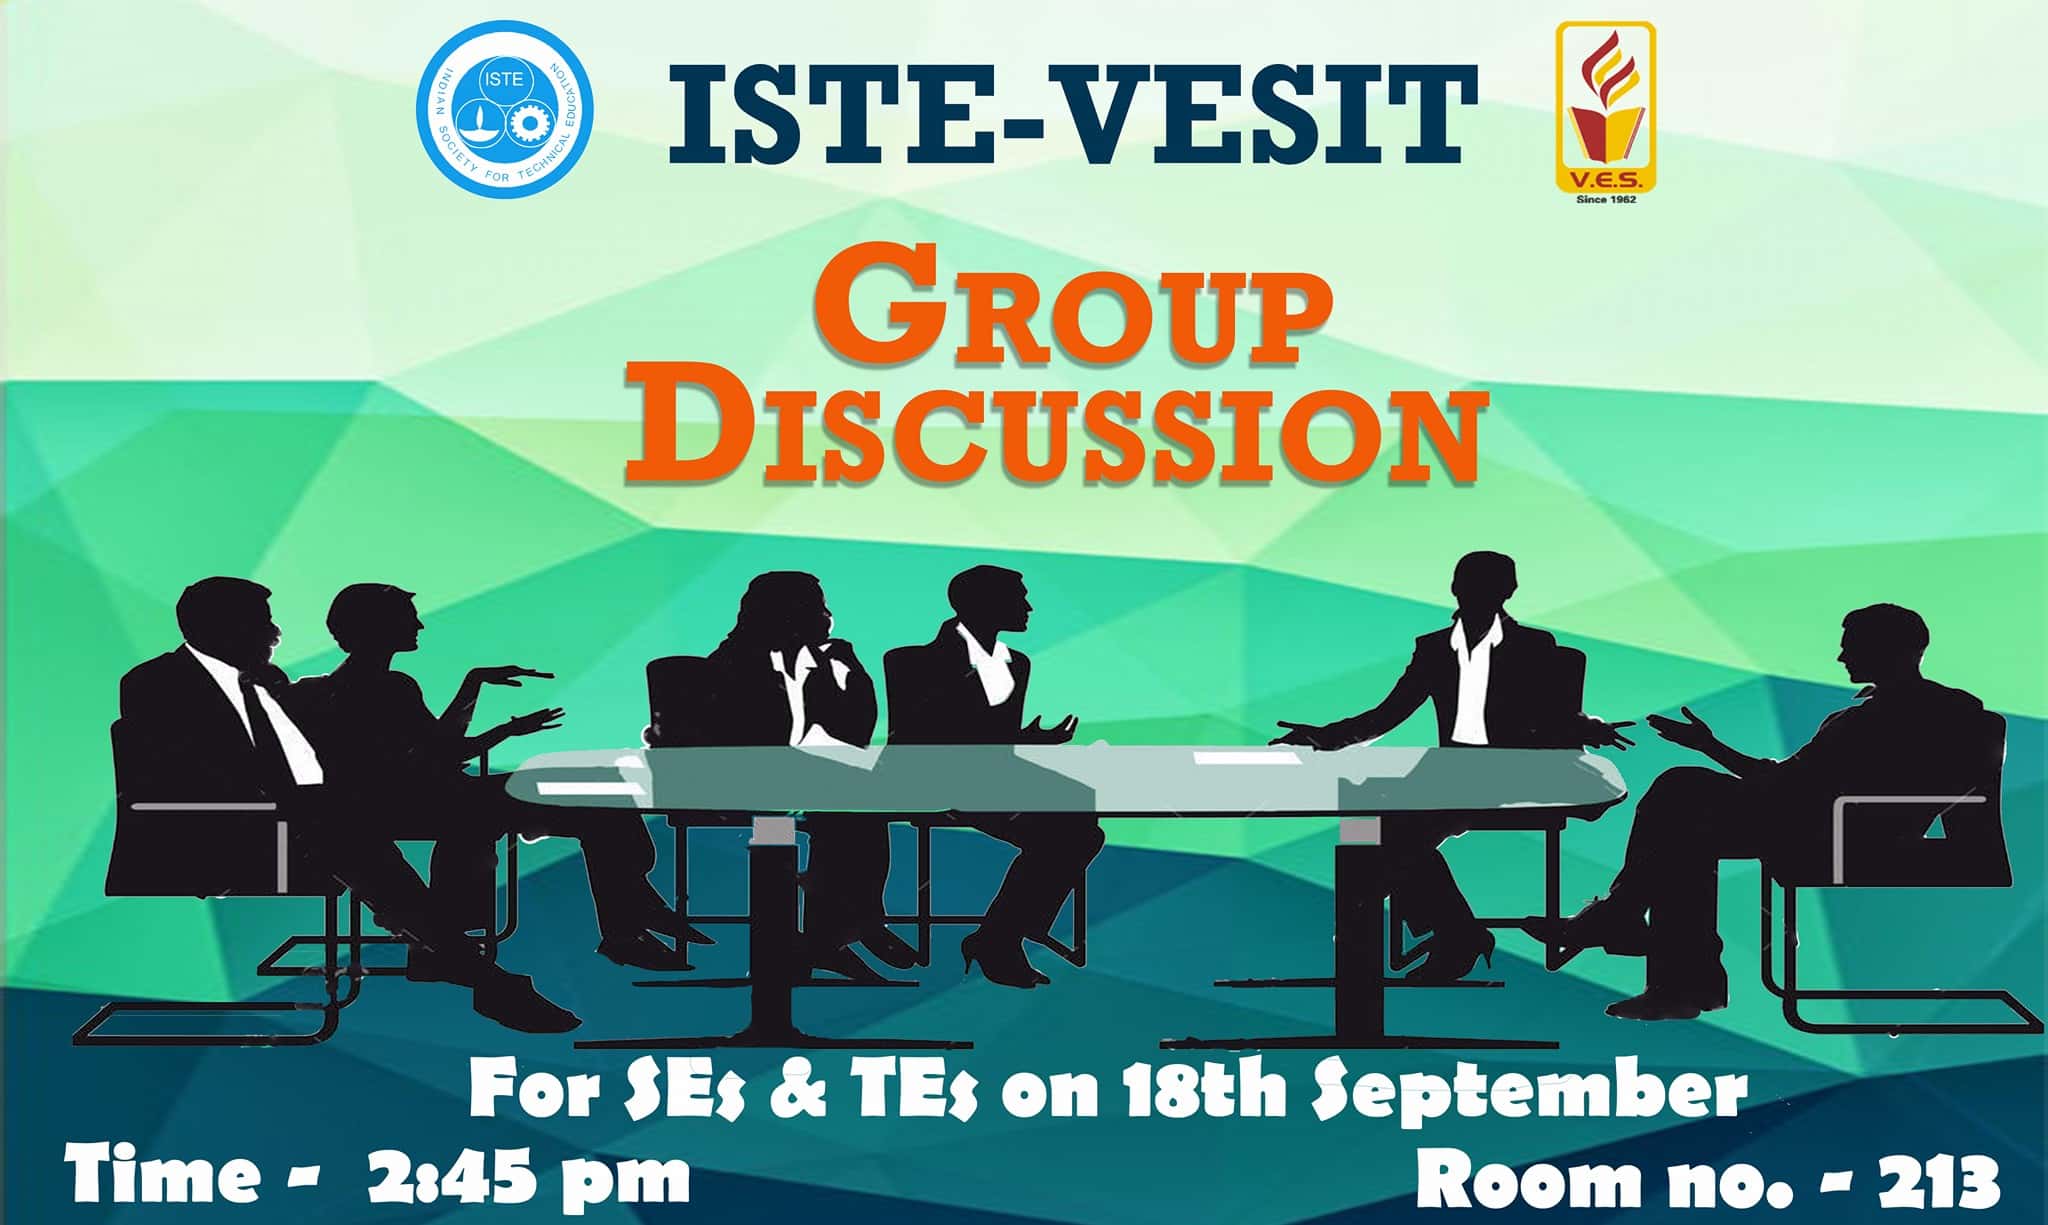 ISTE
INDIAN SOCIETY FOR TECHNICAL EDUCATION
ISTE-VESIT
V.E.S.
Since 1962
GROUP
DISCUSSION
For SEs & TEs on 18th September
Time - 2:45 pm
Room no. - 213